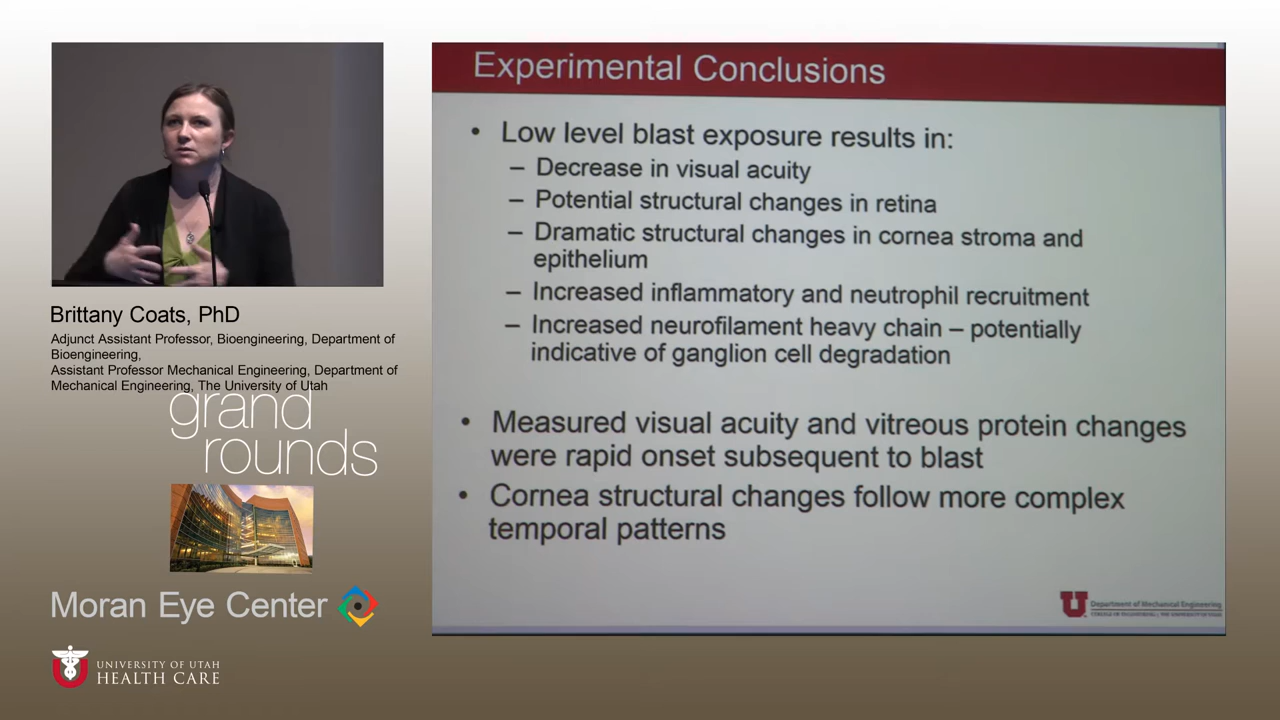 Experimental Conclusions
• Low level blast exposure results in:
– Decrease in visual acuity
– Potential structural changes in retina
– Dramatic structural changes in cornea stroma and
epithelium
– Increased inflammatory and neutrophil recruitment
– Increased neurofilament heavy chain – potentially
indicative of ganglion cell degradation
• Measured visual acuity and vitreous protein changes
were rapid onset subsequent to blast
• Cornea structural changes follow more complex
temporal patterns
Department of Mechanical Engineering
Brittany Coats, PhD
Adjunct Assistant Professor, Bioengineering, Department of
Bioengineering,
Assistant Professor Mechanical Engineering, Department of
Mechanical Engineering, The University of Utah
grand
rounds
Moran Eye Center
UNIVERSITY OF UTAH
HEALTH CARE